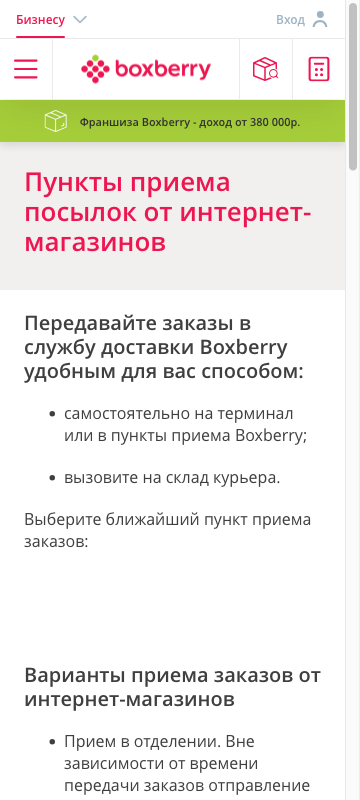 Бизнесу
Вход
boxberry
Франшиза Boxberry - доход от 380 000р.
Пункты приема
посылок от интернет-
магазинов
Передавайте заказы в
службу доставки Boxberry
удобным для вас способом:
• самостоятельно на терминал
или в пункты приема Boxberry;
• вызовите на склад курьера.
Выберите ближайший пункт приема
заказов:
Варианты приема заказов от
интернет-магазинов
• Прием в отделении. Вне
зависимости от времени
передачи заказов отправление